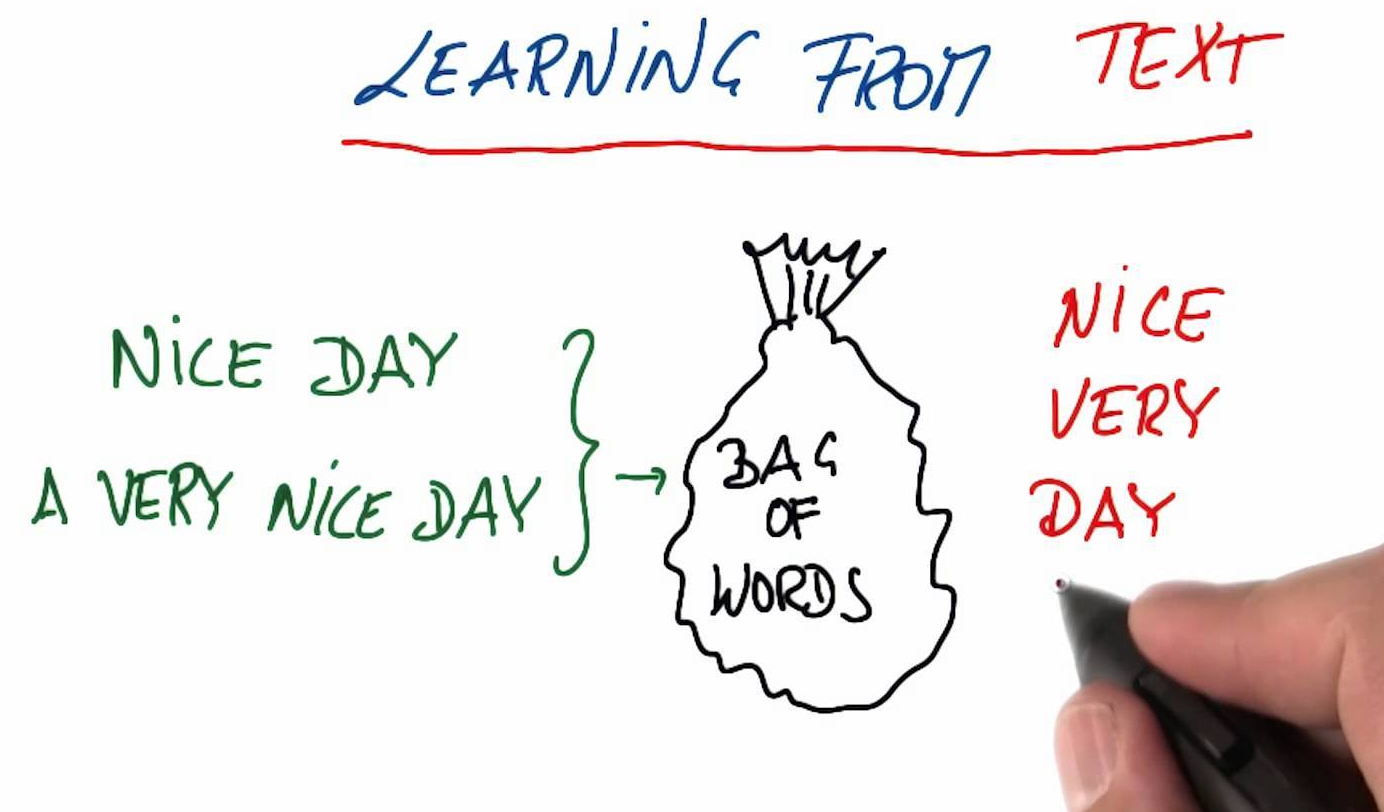 LEARNING FROM TEXT
NICE DAY
A VERY NICE DAY
BAG
OF
WORDS
NICE
VERY
DAY